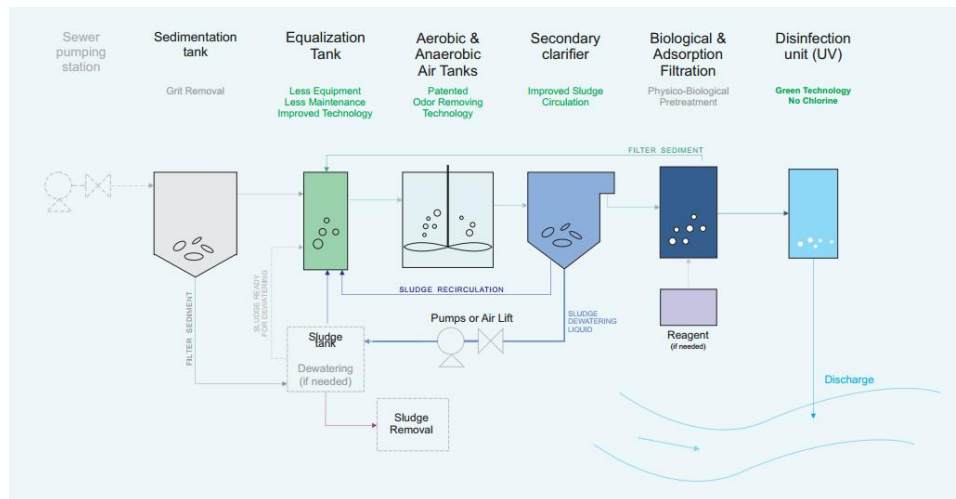 Sewer
pumping
station
Sedimentation
tank
Grit Removal
Equalization
Tank
Less Equipment
Less Maintenance
Improved Technology
Aerobic &
Anaerobic
Air Tanks
Patented
Odor Removing
Technology
Secondary
clarifier
Improved Sludge
Circulation
Biological &
Adsorption
Filtration
Physico-Biological
Pretreatment
Disinfection
unit (UV)
Green Technology
No Chlorine
FILTER SEDIMENT
SLUDGE RECIRCULATION
FILTER SEDIMENT
SLUDGE READY
FOR DEWATERING
Sludge
tank
Dewatering
(if needed)
Pumps or Air Lift
SLUDGE
DEWATERING
LIQUID
Reagent
(if needed)
Sludge
Removal
Discharge